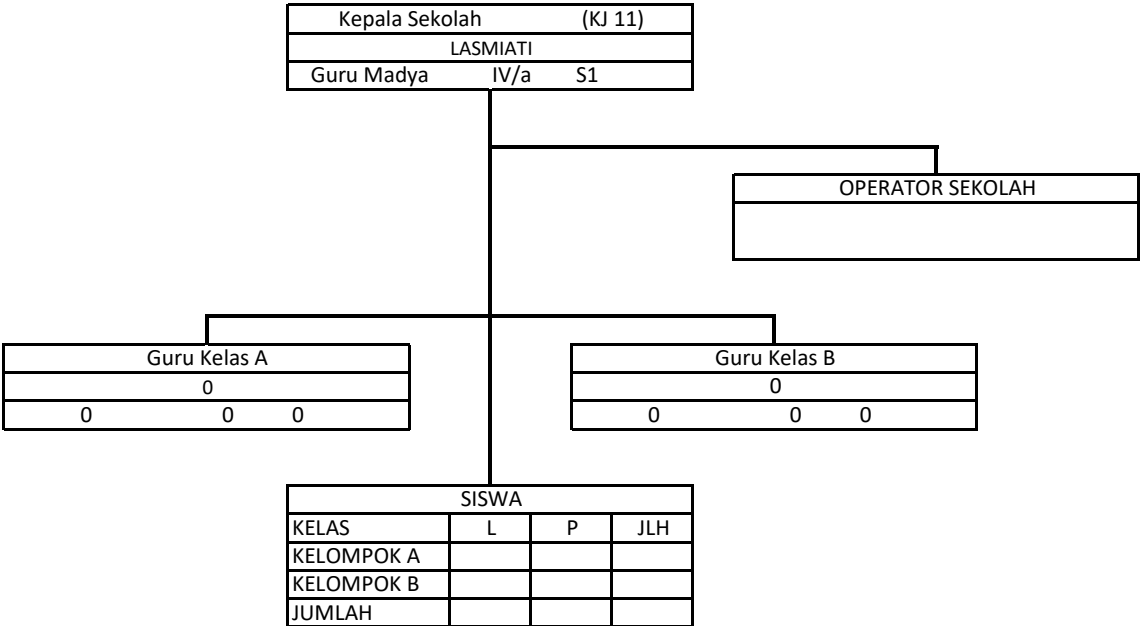 Kepala Sekolah (KJ 11)
LASMIATI
Guru Madya IV/a S1
OPERATOR SEKOLAH
Guru Kelas A
0
0 0 0
Guru Kelas B
0
0 0 0
SISWA
KELAS L P JLH
KELOMPOK A
KELOMPOK B
JUMLAH